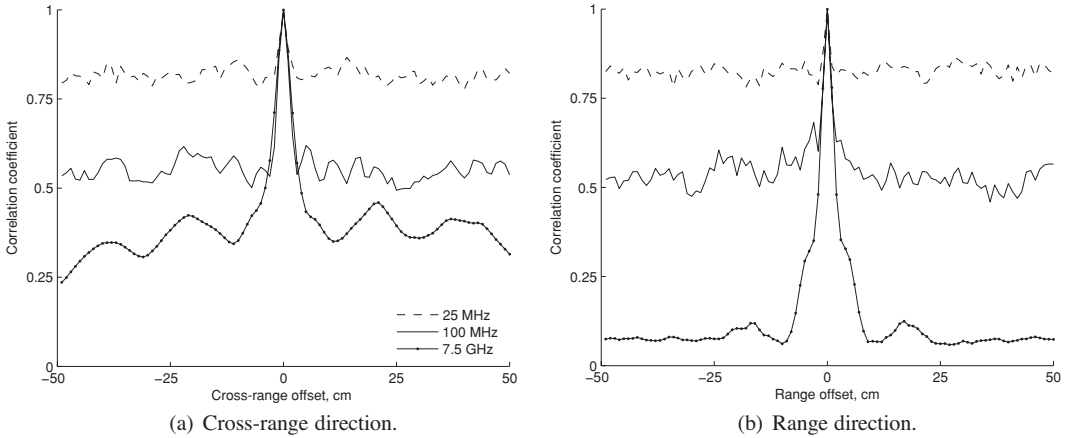 1
0.75
0.5
0.25
0
Correlation coefficient
−50
−25
0
25
50
Cross-range offset, cm
25 MHz
100 MHz
7.5 GHz
(a) Cross-range direction.
1
0.75
0.5
0.25
0
Correlation coefficient
−50
−25
0
25
50
Range offset, cm
(b) Range direction.